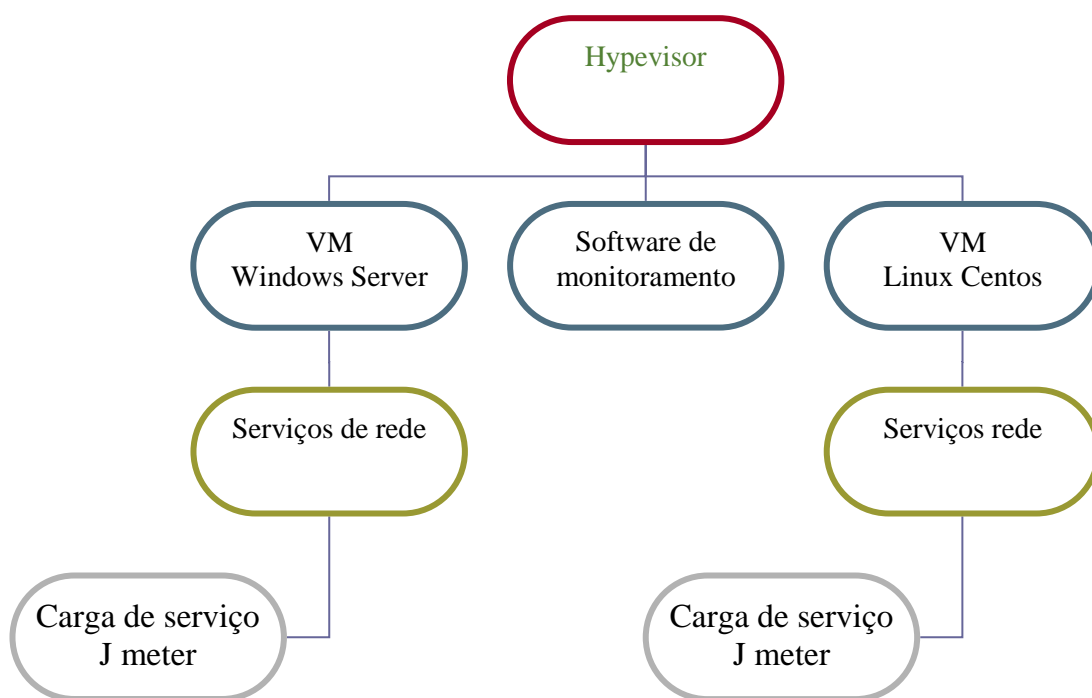 Hypevisor
VM
Windows Server
Software de
monitoramento
VM
Linux Centos
Serviços de rede
Serviços rede
Carga de serviço
J meter
Carga de serviço
J meter